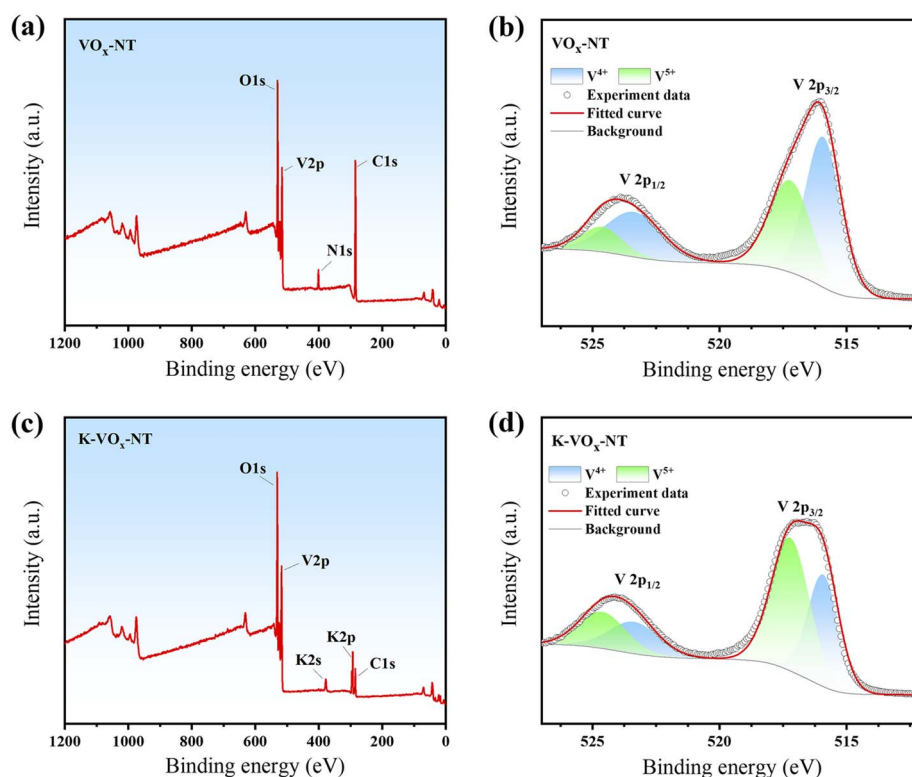 (a)
VOₓ-NT
O1s
V2p
C1s
N1s
Intensity (a.u.)
1200 1000 800 600 400 200 0
Binding energy (eV)
(b)
VOₓ-NT
V⁴⁺ V⁵⁺
Experiment data
Fitted curve
Background
V 2p₃/₂
V 2p₁/₂
Intensity (a.u.)
525 520 515
Binding energy (eV)
(c)
K-VOₓ-NT
O1s
V2p
K2p
K2s
C1s
Intensity (a.u.)
1200 1000 800 600 400 200 0
Binding energy (eV)
(d)
K-VOₓ-NT
V⁴⁺ V⁵⁺
Experiment data
Fitted curve
Background
V 2p₃/₂
V 2p₁/₂
Intensity (a.u.)
525 520 515
Binding energy (eV)